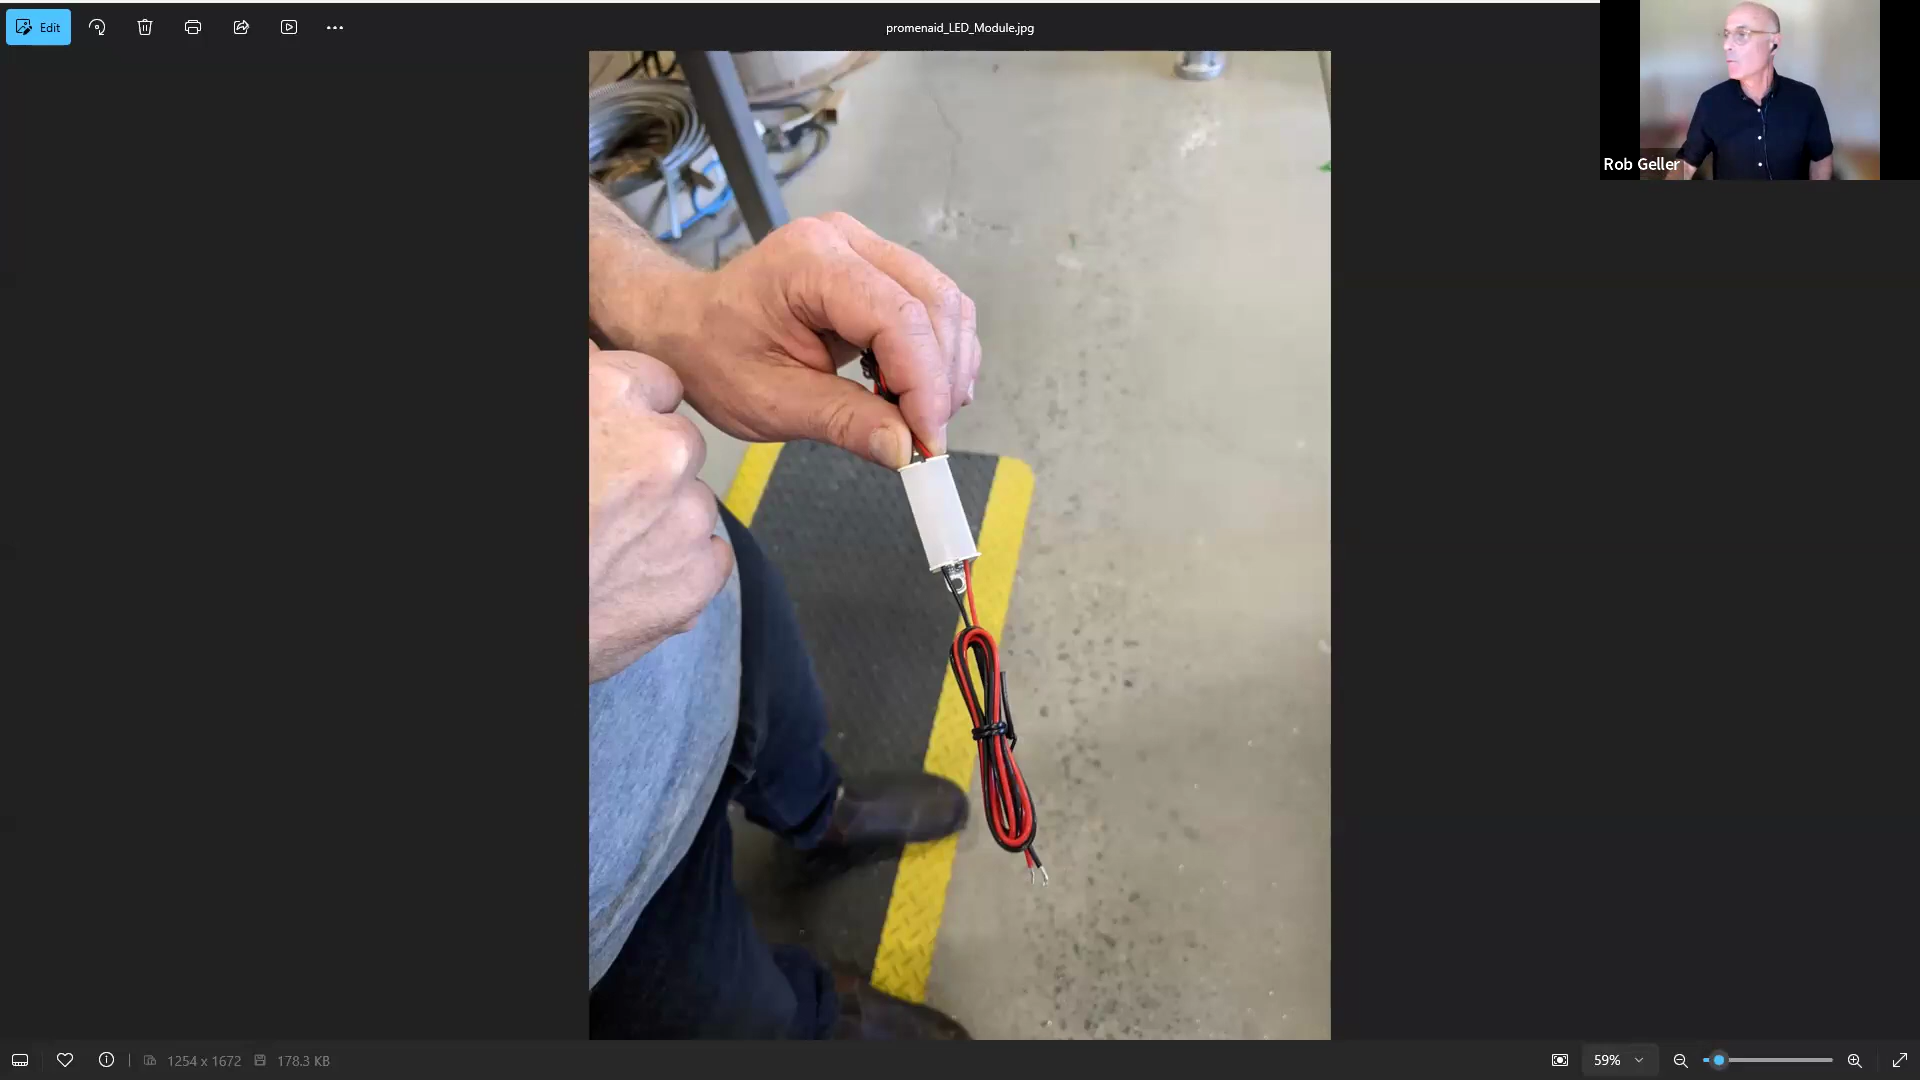 Edit
promenaid_LED_Module.jpg
Rob Geller
1254 x 1672
178.3 KB
59%